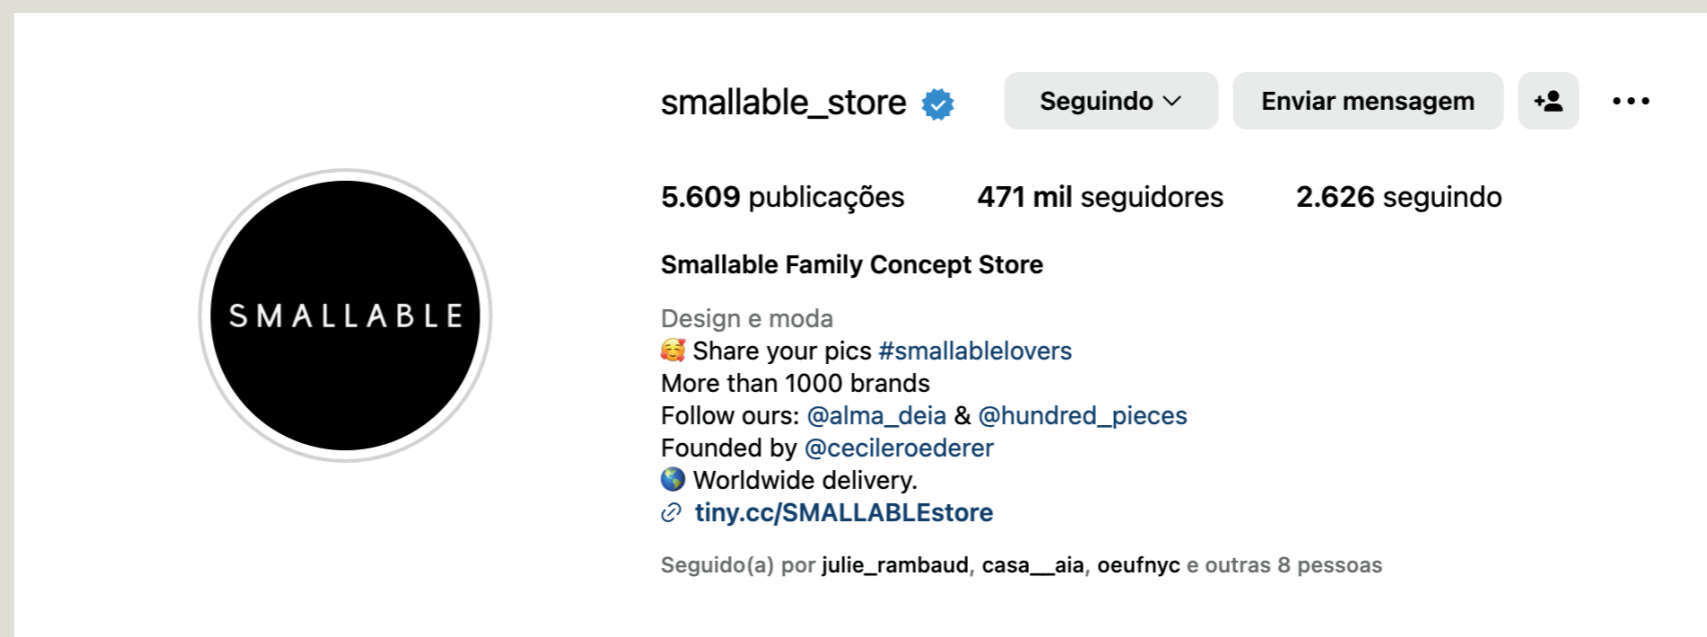 smallable_store
Seguindo
Enviar mensagem
5.609 publicações
471 mil seguidores
2.626 seguindo
SMALLABLE
Smallable Family Concept Store
Design e moda
🥰 Share your pics #smallablelovers
More than 1000 brands
Follow ours: @alma_deia & @hundred_pieces
Founded by @cecileroederer
🌎 Worldwide delivery.
tiny.cc/SMALLABLEstore
Seguido(a) por julie_rambaud, casa__aia, oeufnyc e outras 8 pessoas